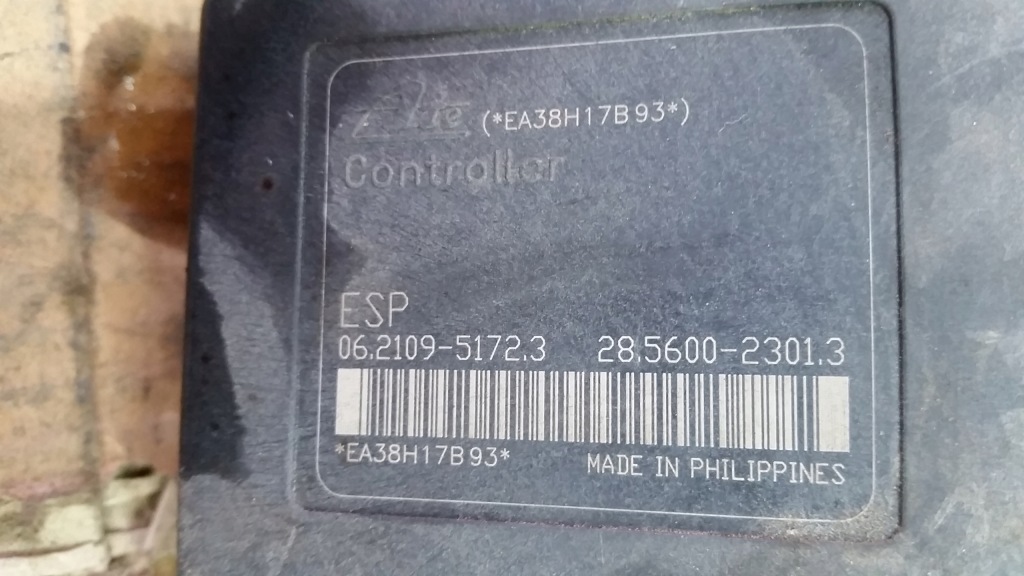 (*EA38H17B93*)
Controller
ESP
06.2109-5172.3 28.5600-2301.3
*EA38H17B93* MADE IN PHILIPPINES